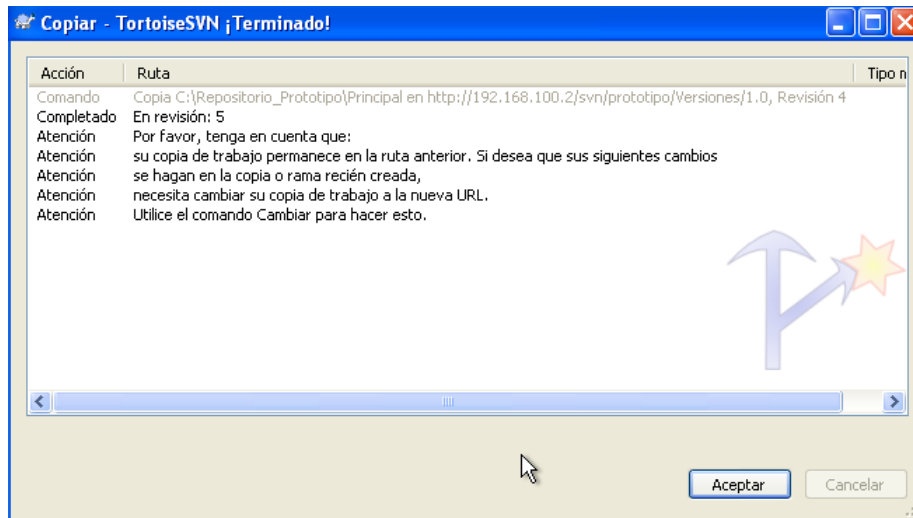 Copiar - TortoiseSVN ¡Terminado!
Acción Ruta Tipo n
Comando Copia C:\Repositorio_Prototipo\Principal en http://192.168.100.2/svn/prototipo/Versiones/1.0, Revisión 4
Completado En revisión: 5
Atención Por favor, tenga en cuenta que:
Atención su copia de trabajo permanece en la ruta anterior. Si desea que sus siguientes cambios
Atención se hagan en la copia o rama recién creada,
Atención necesita cambiar su copia de trabajo a la nueva URL.
Atención Utilice el comando Cambiar para hacer esto.
Aceptar Cancelar